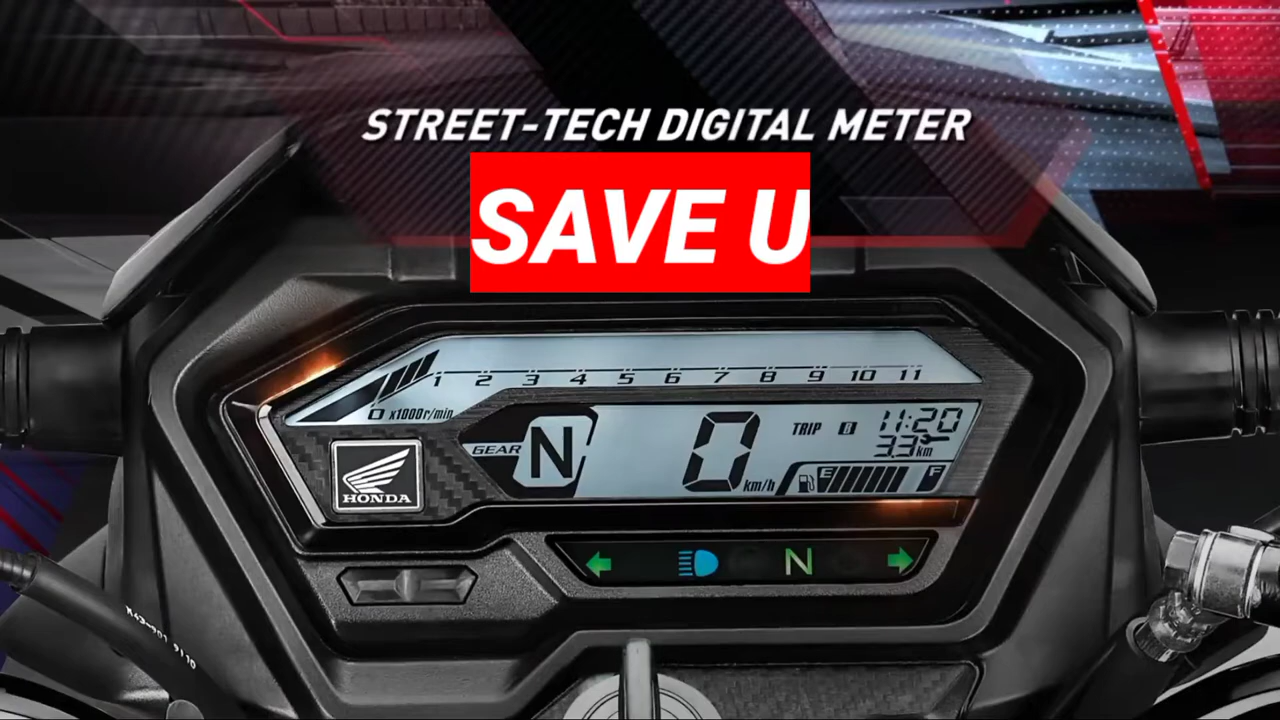 STREET-TECH DIGITAL METER
SAVE U
1 2 3 4 5 6 7 8 9 10 11
0 x1000r/min
GEAR N 0 km/h TRIP 11:20
3.3 km
E F
HONDA
N